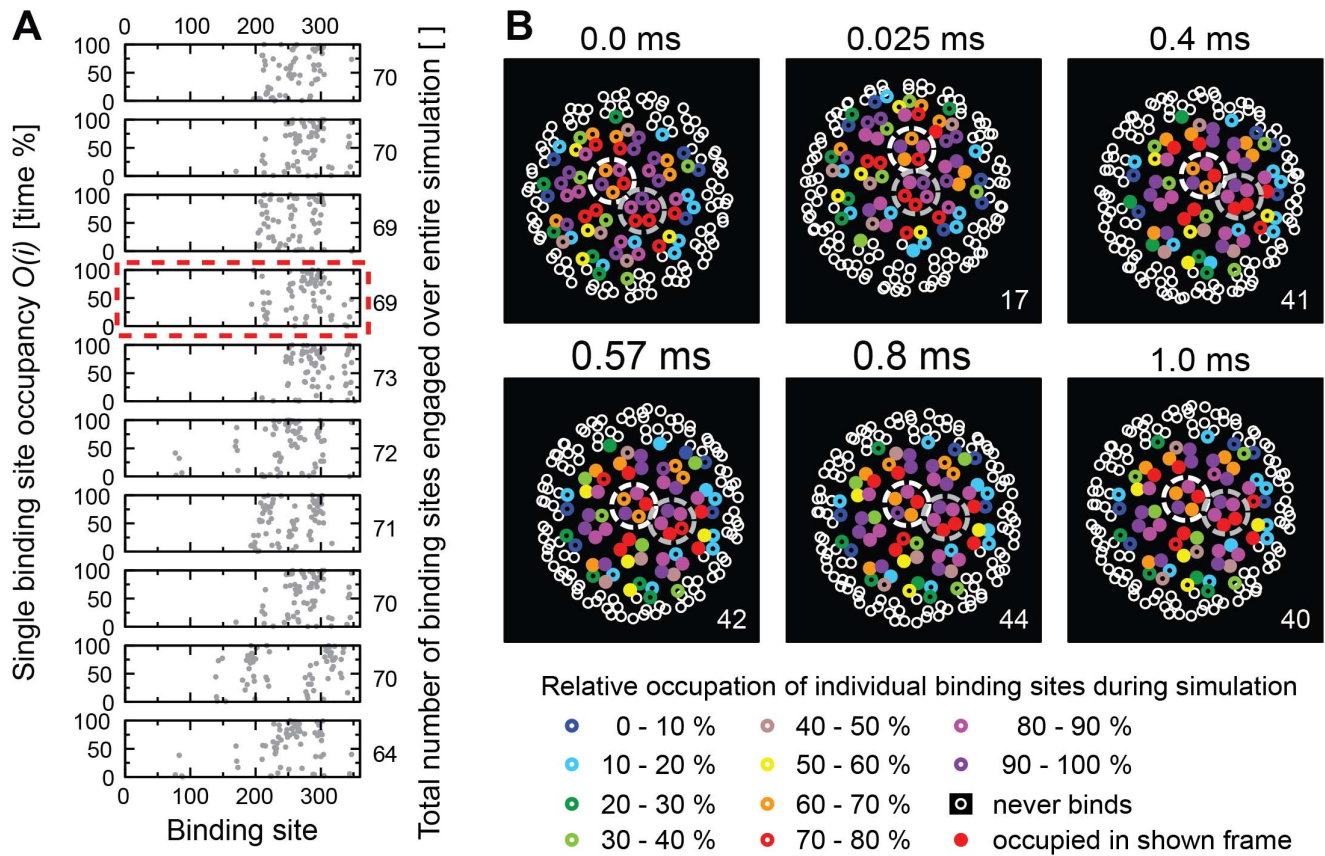 A
0 100 200 300
100
50
0
70
100
50
0
70
100
50
0
69
100
50
0
69
100
50
0
73
100
50
0
72
100
50
0
71
100
50
0
70
100
50
0
70
100
50
0
64
0 100 200 300
Binding site
Single binding site occupancy O(i) [time %]
Total number of binding sites engaged over entire simulation [ ]
B
0.0 ms
0.025 ms
0.4 ms
17
41
0.57 ms
0.8 ms
1.0 ms
42
44
40
Relative occupation of individual binding sites during simulation
0 - 10 %
40 - 50 %
80 - 90 %
10 - 20 %
50 - 60 %
90 - 100 %
20 - 30 %
60 - 70 %
never binds
30 - 40 %
70 - 80 %
occupied in shown frame